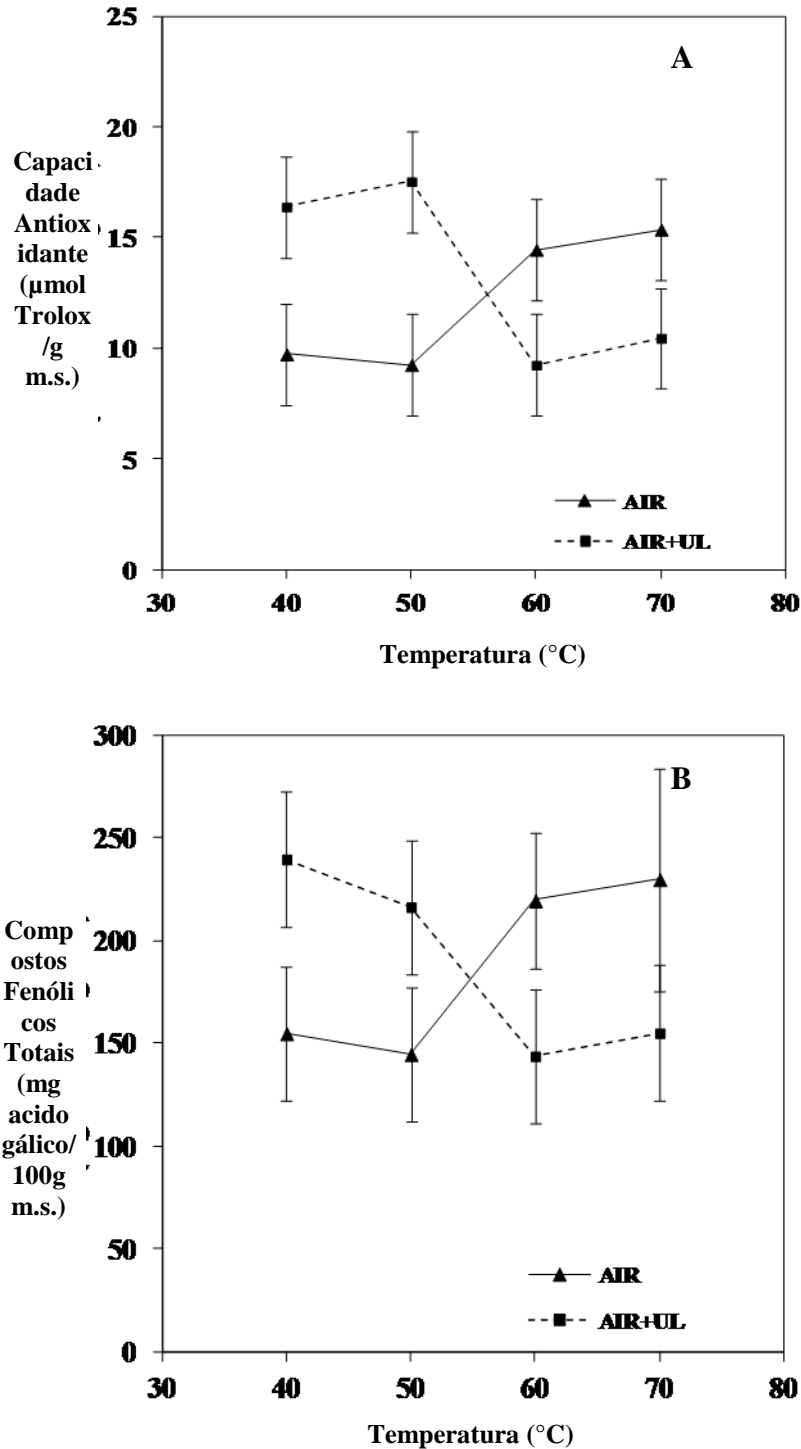 25
20
15
10
5
0
30 40 50 60 70 80
A
Capaci
dade
Antiox
idante
(µmol
Trolox
/g
m.s.)
AIR
AIR+UL
Temperatura (°C)
300
250
200
150
100
50
0
30 40 50 60 70 80
B
Comp
ostos
Fenóli
cos
Totais
(mg
acido
gálico/
100g
m.s.)
AIR
AIR+UL
Temperatura (°C)